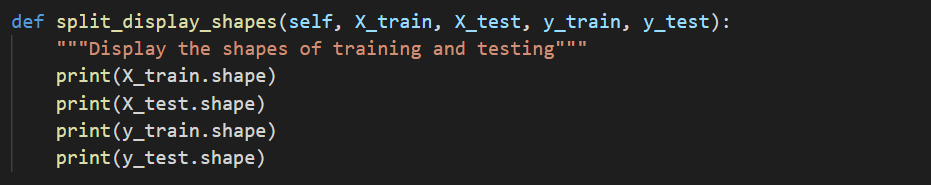 def split_display_shapes(self, X_train, X_test, y_train, y_test):
    """Display the shapes of training and testing"""
    print(X_train.shape)
    print(X_test.shape)
    print(y_train.shape)
    print(y_test.shape)